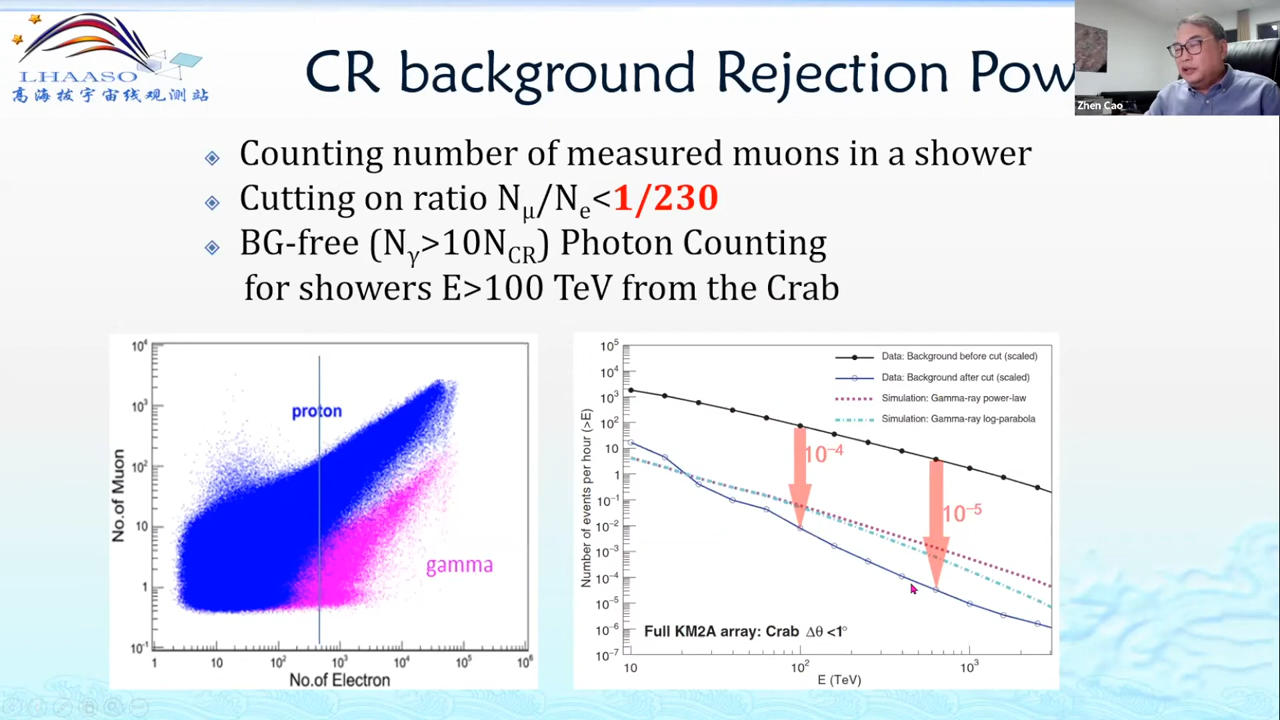 LHAASO
高海拔宇宙线观测站
CR background Rejection Pow
Zhen Cao
Counting number of measured muons in a shower
Cutting on ratio Nμ/Ne<1/230
BG-free (Nγ>10NCR) Photon Counting
for showers E>100 TeV from the Crab
No.of Muon
10⁴
10³
10²
10
1
10⁻¹
proton
gamma
1 10 10² 10³ 10⁴ 10⁵ 10⁶
No.of Electron
Number of events per hour (>E)
10⁵
10⁴
10³
10²
10
1
10⁻¹
10⁻²
10⁻³
10⁻⁴
10⁻⁵
10⁻⁶
10⁻⁷
Data: Background before cut (scaled)
Data: Background after cut (scaled)
Simulation: Gamma-ray power-law
Simulation: Gamma-ray log-parabola
10⁻⁴
10⁻⁵
Full KM2A array: Crab Δθ <1°
10 10² 10³
E (TeV)